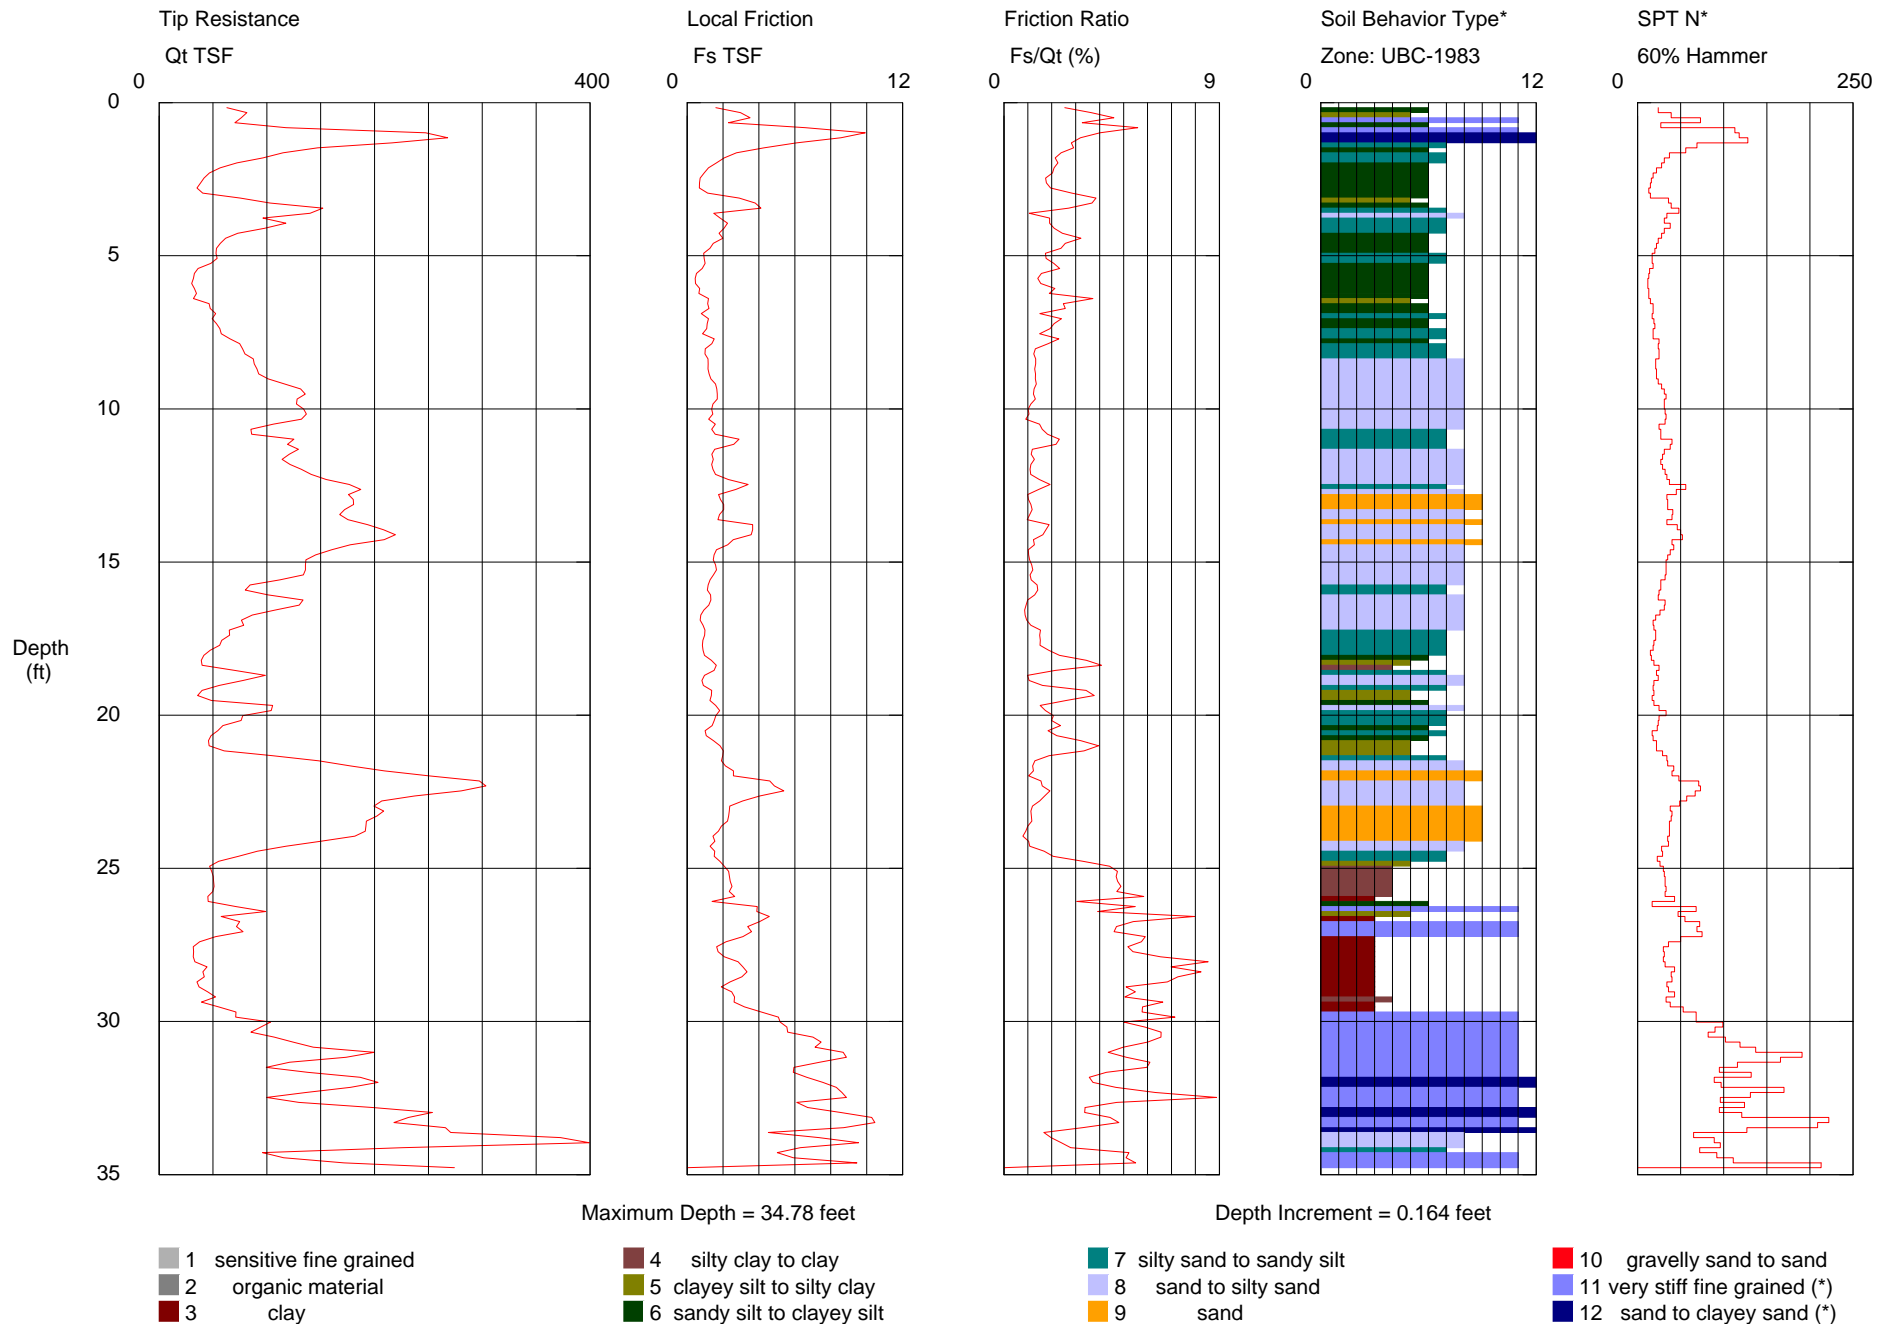 Tip Resistance Local Friction Friction Ratio Soil Behavior Type* SPT N*
Qt TSF Fs TSF Fs/Qt (%) Zone: UBC-1983 60% Hammer
0 400 0 12 0 9 0 12 0 250
0
5
10
15
Depth
(ft)
20
25
30
35
Maximum Depth = 34.78 feet Depth Increment = 0.164 feet
1 sensitive fine grained 4 silty clay to clay 7 silty sand to sandy silt 10 gravelly sand to sand
2 organic material 5 clayey silt to silty clay 8 sand to silty sand 11 very stiff fine grained (*)
3 clay 6 sandy silt to clayey silt 9 sand 12 sand to clayey sand (*)